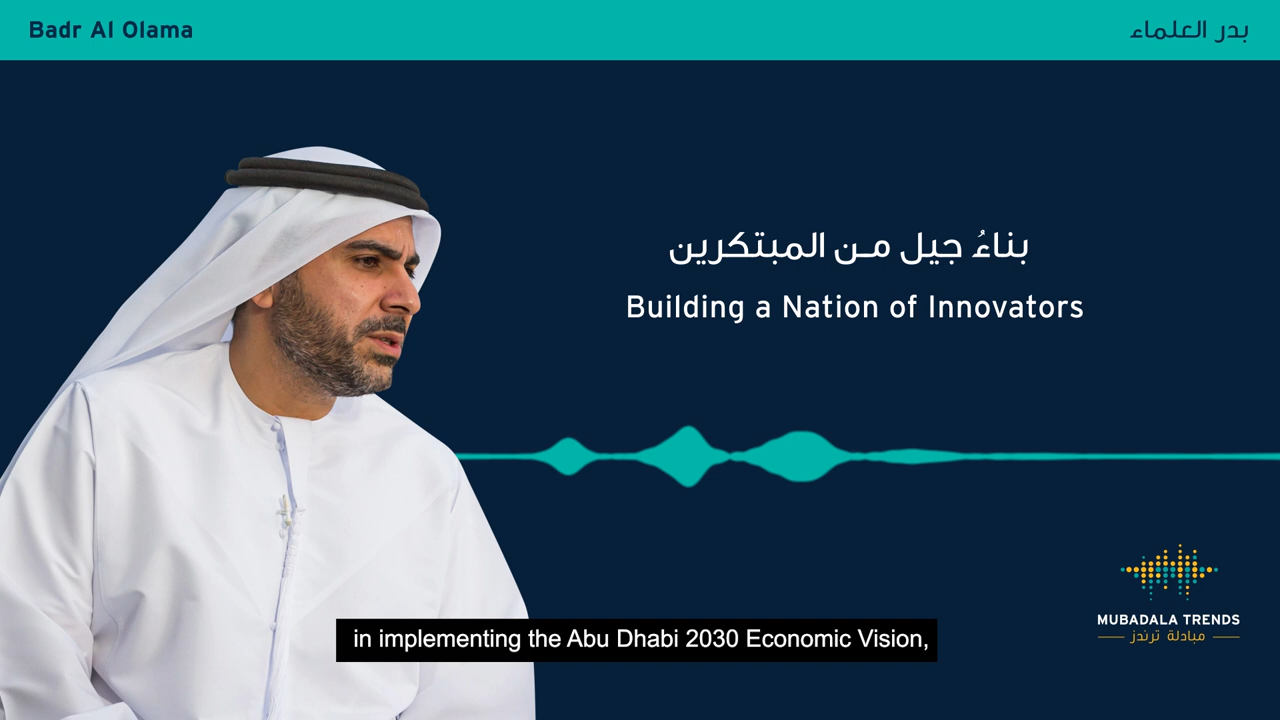 Badr Al Olama
بدر العلماء
بناءُ جيل من المبتكرين
Building a Nation of Innovators
in implementing the Abu Dhabi 2030 Economic Vision,
MUBADALA TRENDS
مبادلة ترندز